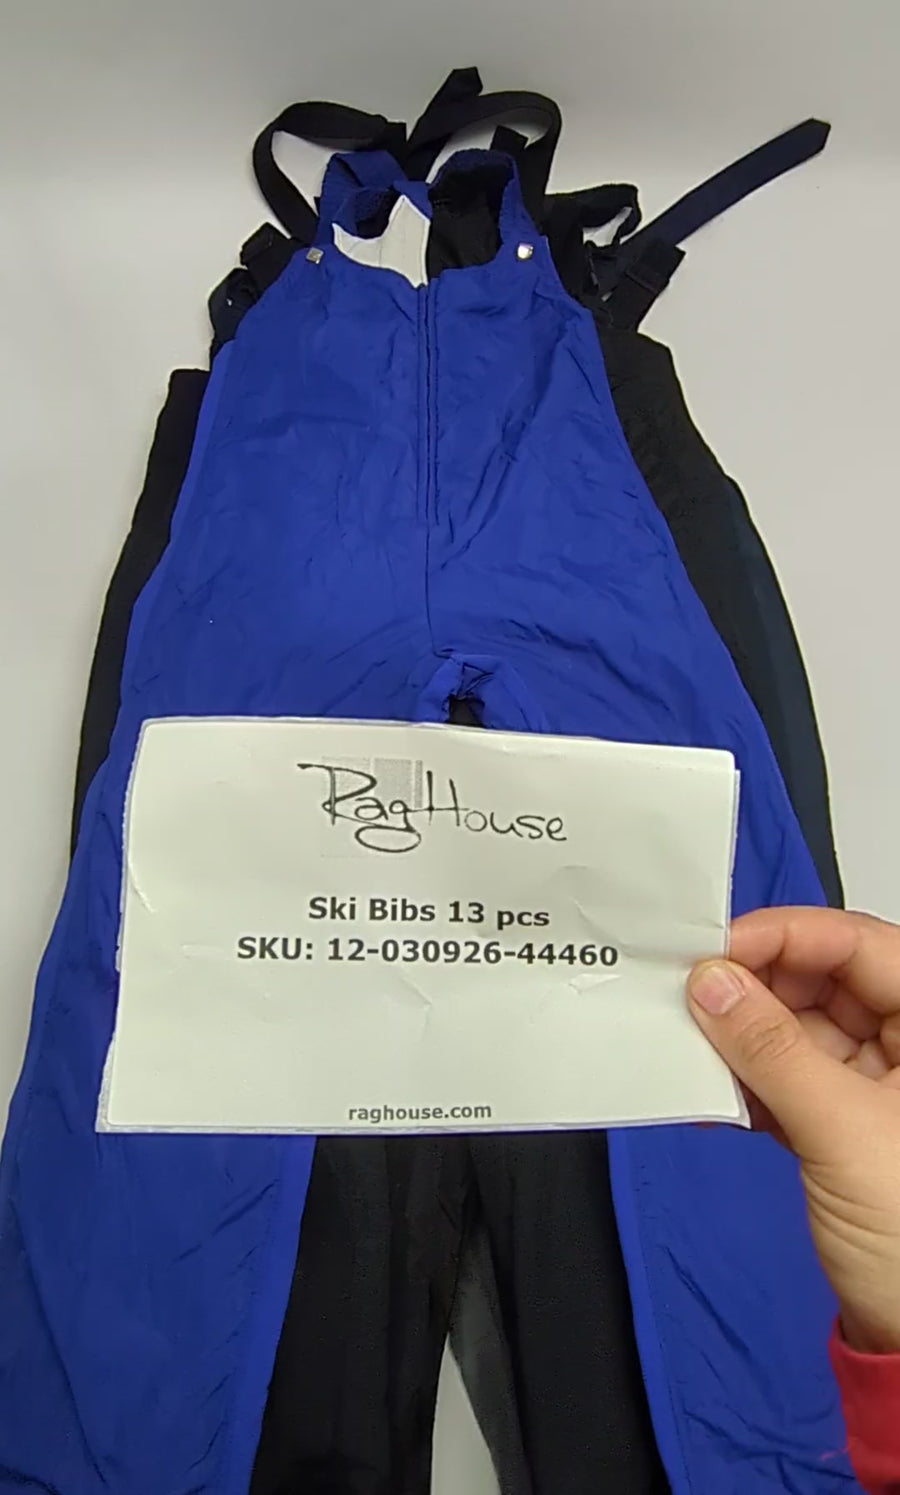 RagHouse
Ski Bibs 13 pcs
SKU: 12-030926-44460
raghouse.com